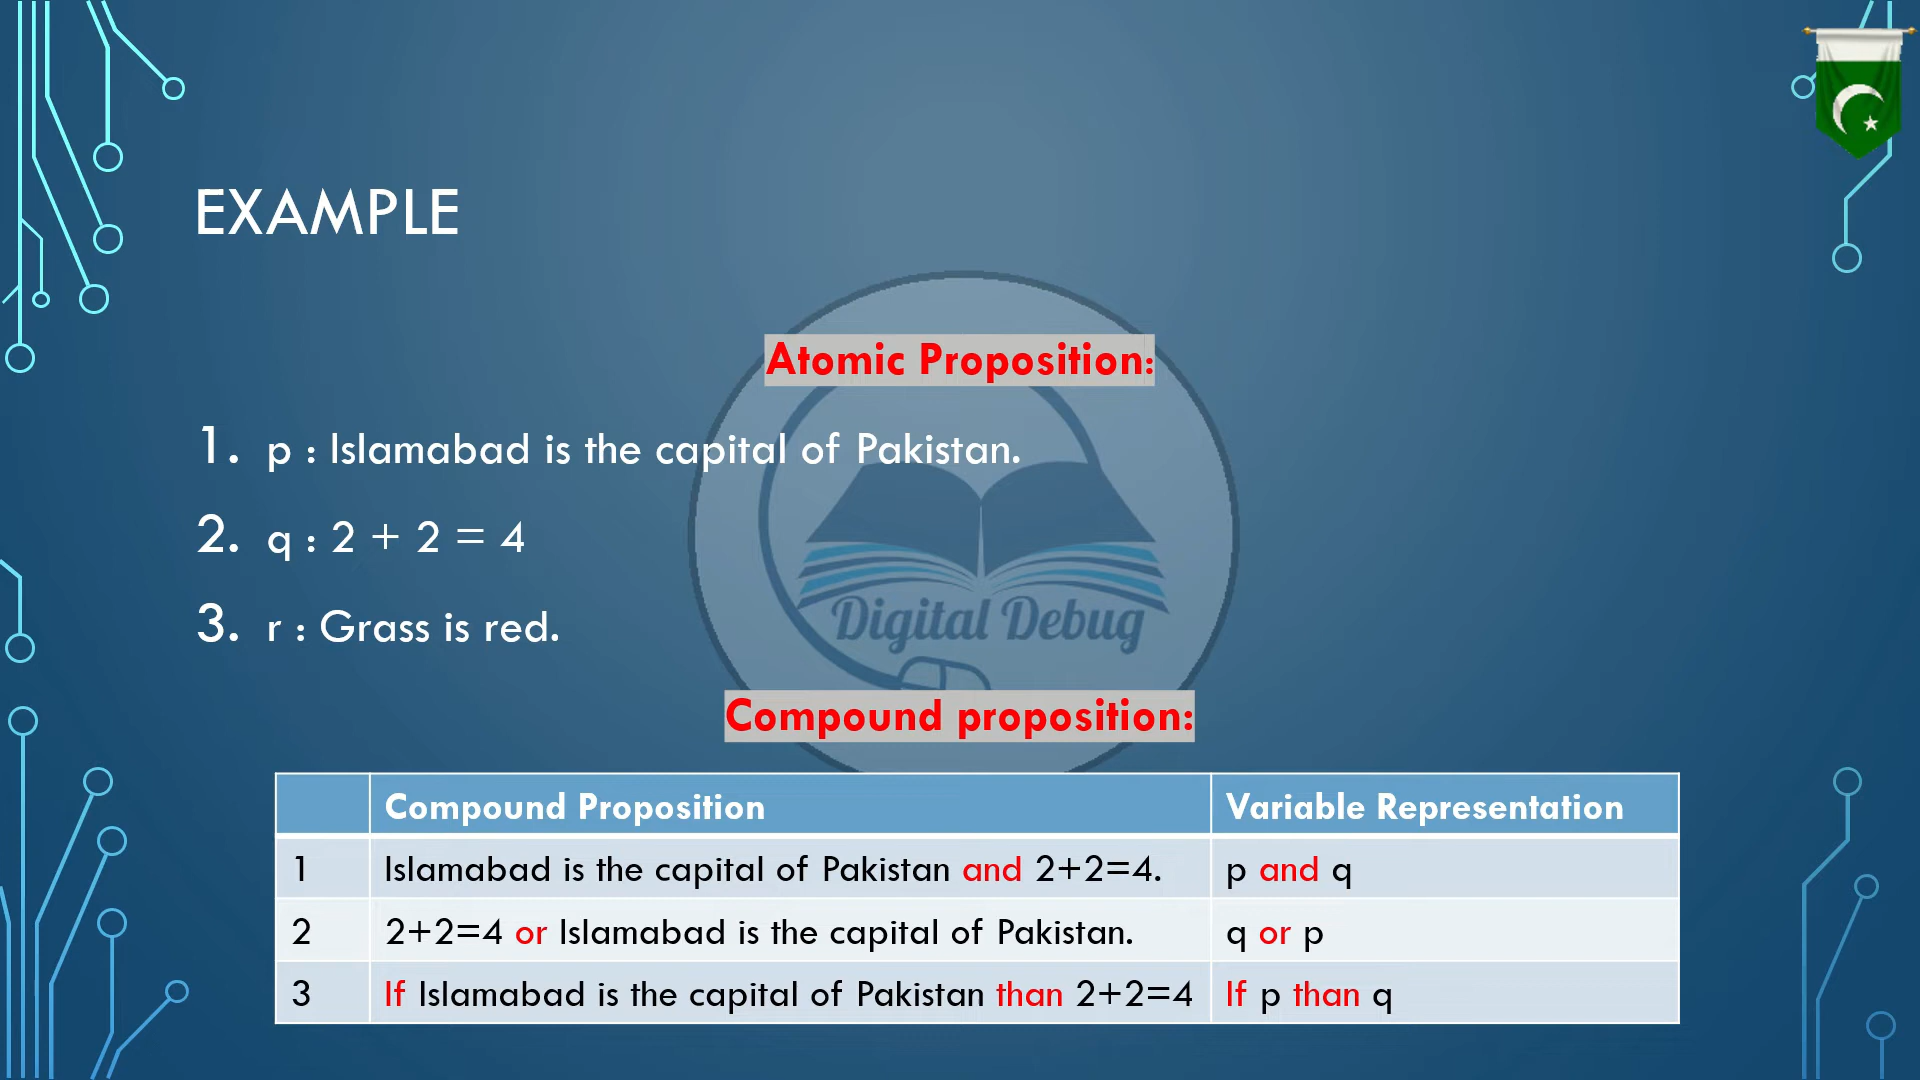 EXAMPLE
Atomic Proposition:
1. p : Islamabad is the capital of Pakistan.
2. q : 2 + 2 = 4
3. r : Grass is red.
Digital Debug
Compound proposition:
Compound Proposition Variable Representation
1 Islamabad is the capital of Pakistan and 2+2=4. p and q
2 2+2=4 or Islamabad is the capital of Pakistan. q or p
3 If Islamabad is the capital of Pakistan than 2+2=4 If p than q